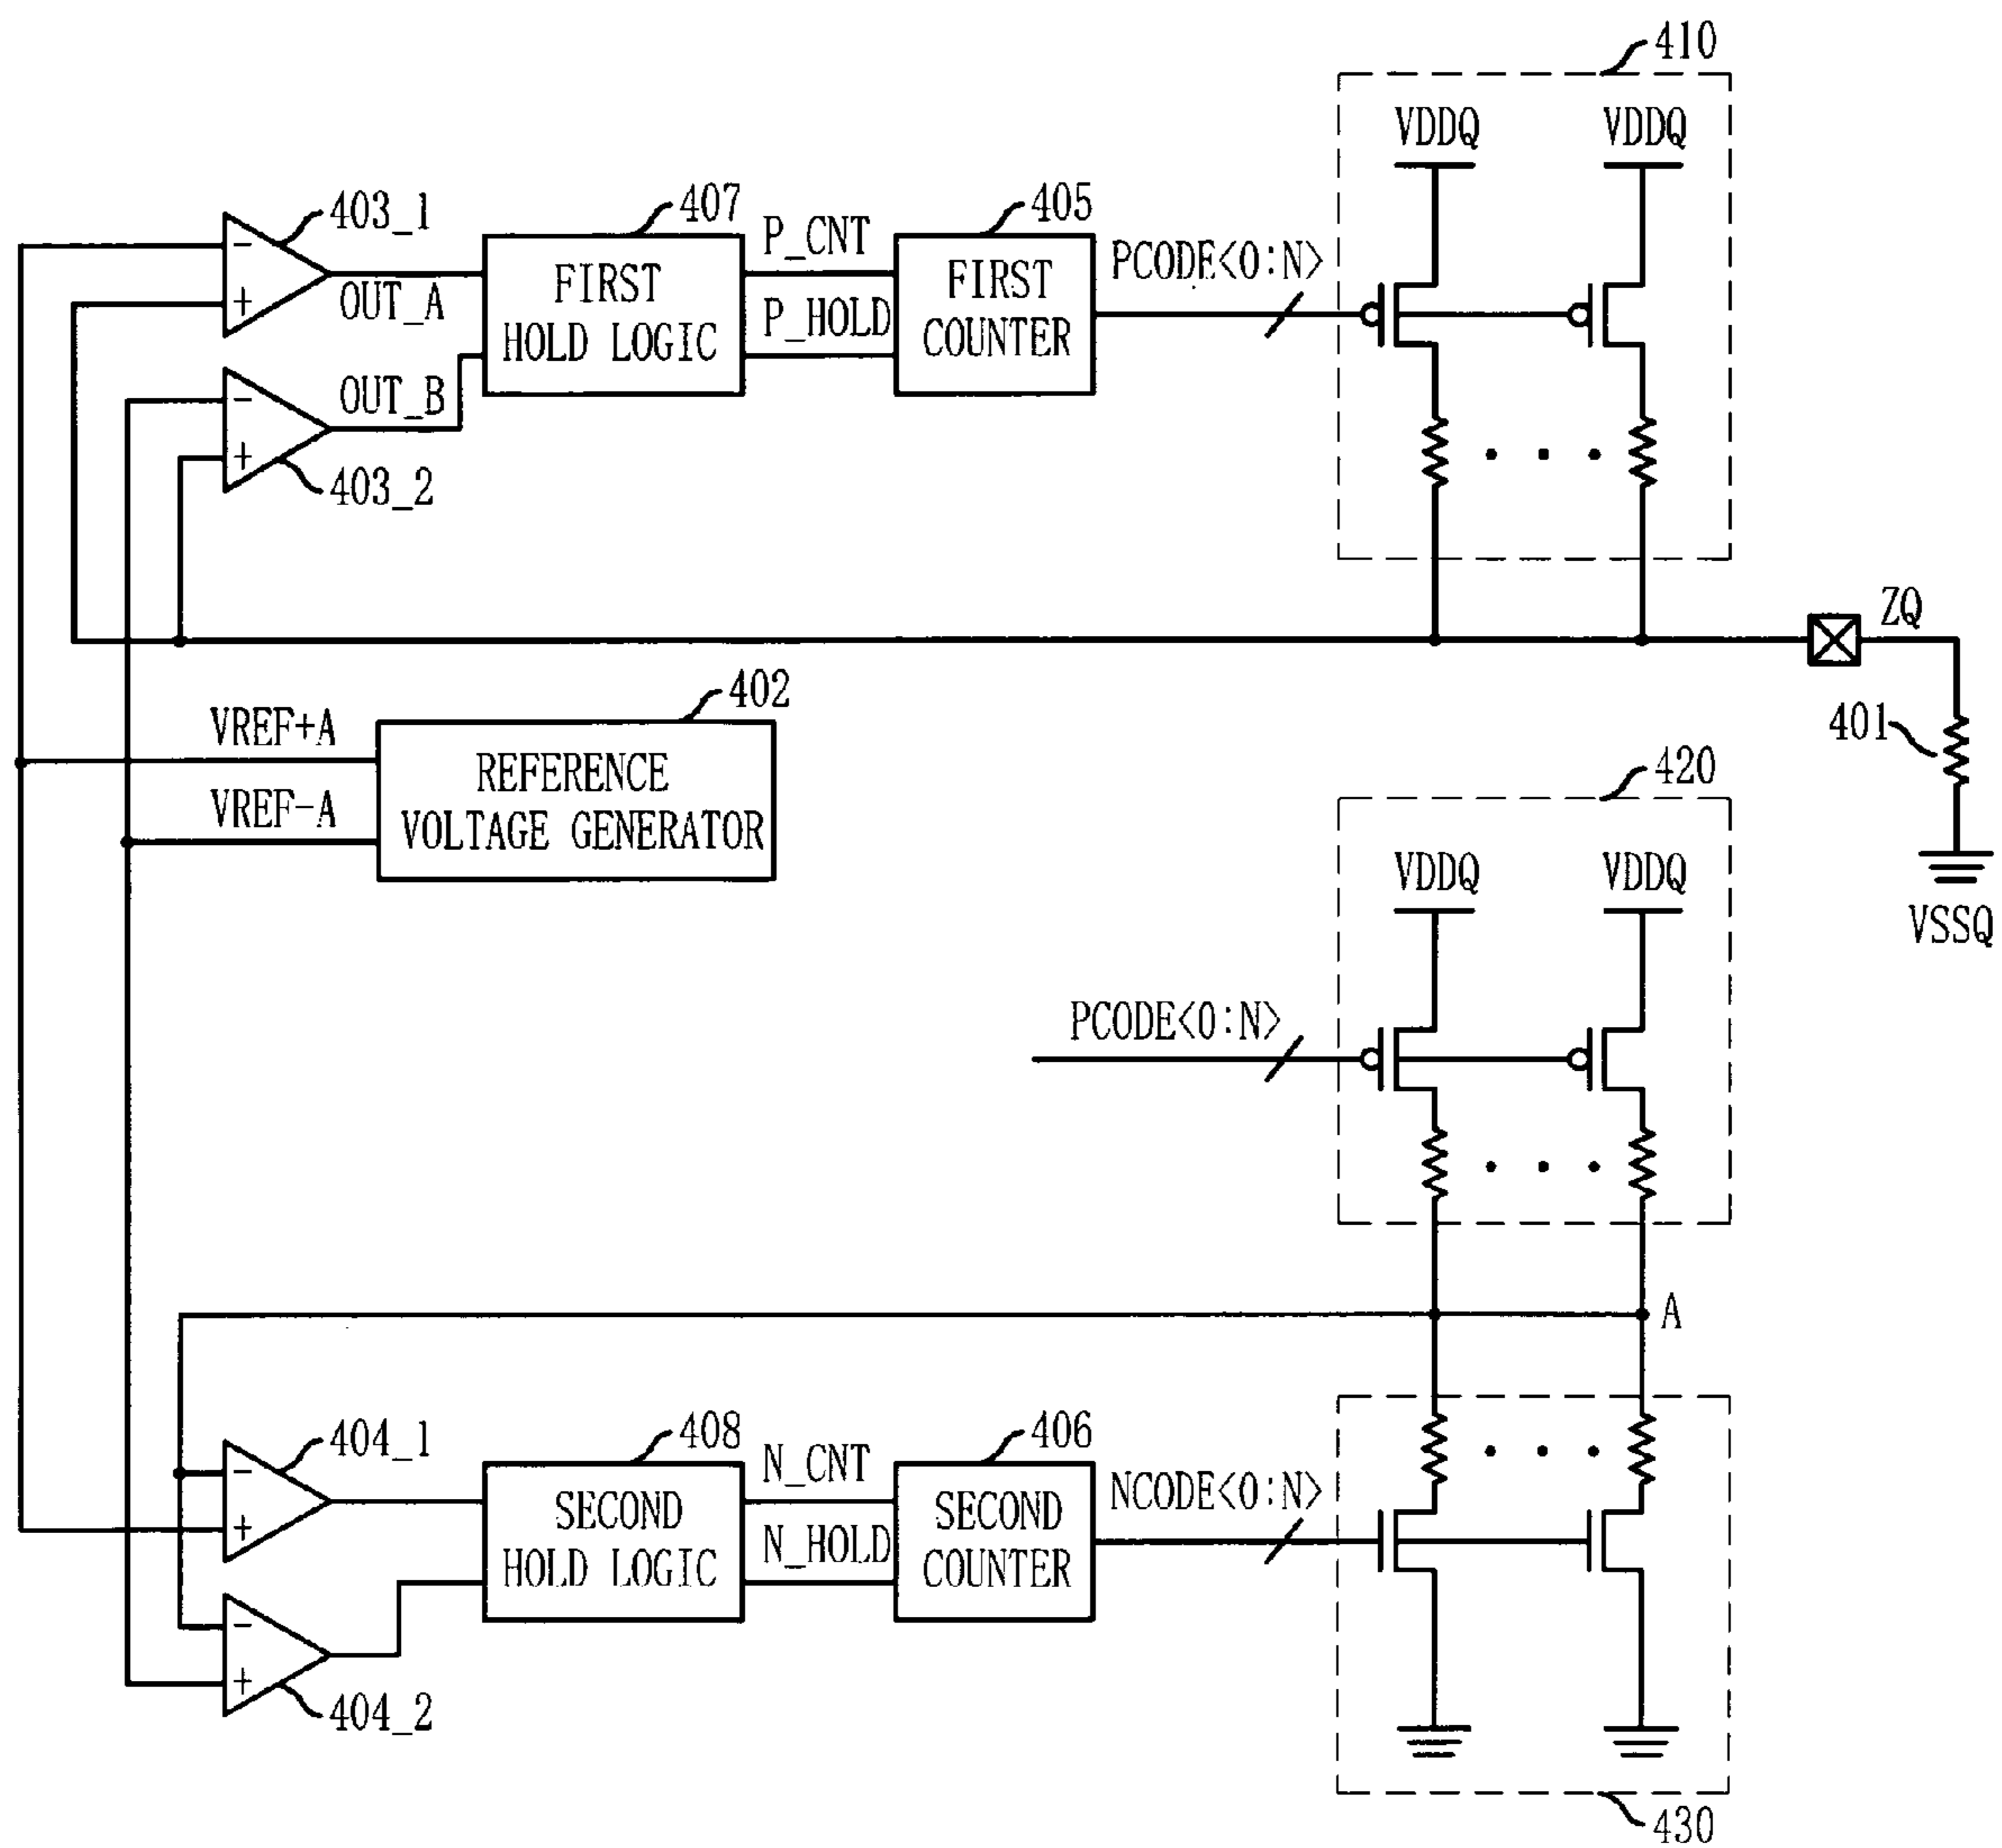 410
VDDQ VDDQ
403_1
407
P_CNT
405
PCODE<0:N>
-
+
OUT_A
FIRST
HOLD LOGIC
P_HOLD
FIRST
COUNTER
OUT_B
-
+
403_2
. . .
ZQ
402
VREF+A
VREF-A
REFERENCE
VOLTAGE GENERATOR
401
VSSQ
420
VDDQ VDDQ
PCODE<0:N>
. . .
A
404_1
408
N_CNT
406
NCODE<0:N>
-
+
SECOND
HOLD LOGIC
N_HOLD
SECOND
COUNTER
. . .
-
+
404_2
430